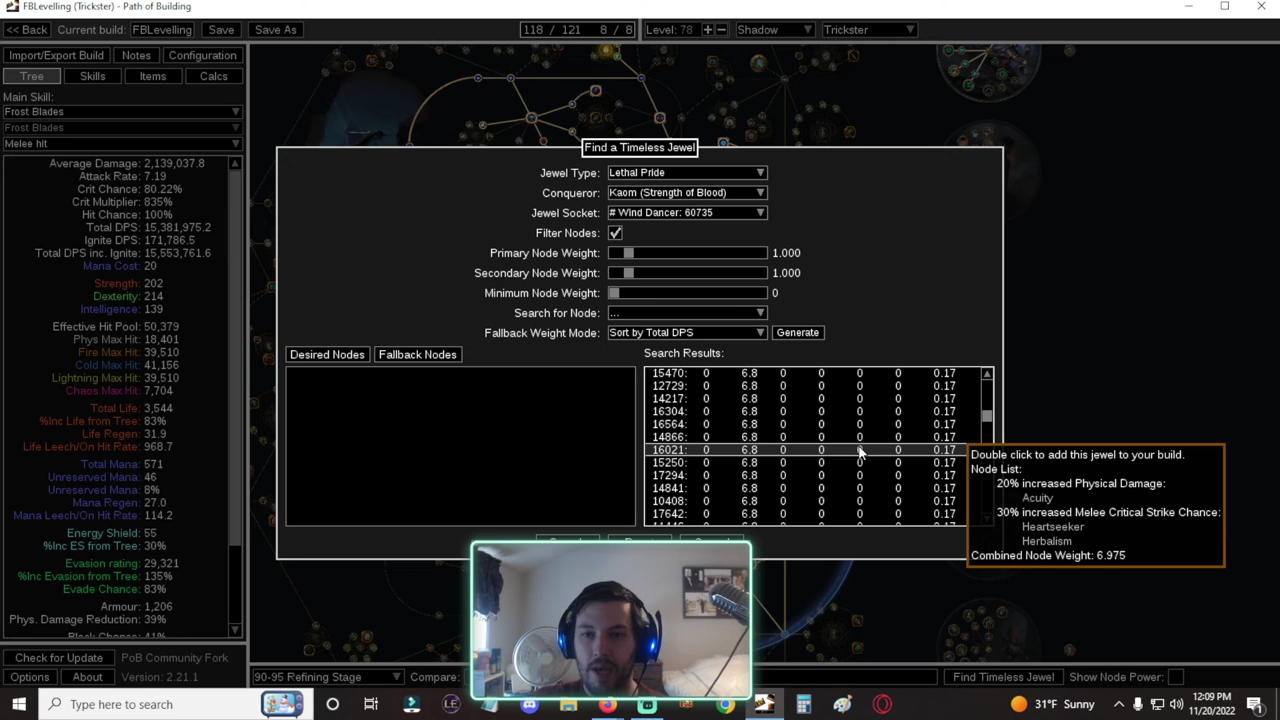 FBLevelling (Trickster) - Path of Building
<< Back
Current build:
FBLevelling
Save
Save As
118 / 121 8 / 8
Level: 78
Shadow
Trickster
Import/Export Build
Notes
Configuration
Tree
Skills
Items
Calcs
Main Skill:
Frost Blades
Frost Blades
Melee hit
Average Damage: 2,139,037.8
Attack Rate: 7.19
Crit Chance: 80.22%
Crit Multiplier: 835%
Hit Chance: 100%
Total DPS: 15,381,975.2
Ignite DPS: 171,786.5
Total DPS inc. Ignite: 15,553,761.6
Mana Cost: 20
Strength: 202
Dexterity: 214
Intelligence: 139
Effective Hit Pool: 50,379
Phys Max Hit: 18,401
Fire Max Hit: 39,510
Cold Max Hit: 41,156
Lightning Max Hit: 39,510
Chaos Max Hit: 7,704
Total Life: 3,544
%Inc Life from Tree: 83%
Life Regen: 31.9
Life Leech/On Hit Rate: 968.7
Total Mana: 571
Unreserved Mana: 46
Unreserved Mana: 8%
Mana Regen: 27.0
Mana Leech/On Hit Rate: 114.2
Energy Shield: 55
%Inc ES from Tree: 30%
Evasion rating: 29,321
%Inc Evasion from Tree: 135%
Evade Chance: 83%
Armour: 1,206
Phys. Damage Reduction: 39%
Block Chance: 41%
Check for Update
PoB Community Fork
Options
About
Version: 2.21.1
Find a Timeless Jewel
Jewel Type: Lethal Pride
Conqueror: Kaom (Strength of Blood)
Jewel Socket: # Wind Dancer: 60735
Filter Nodes:
Primary Node Weight: 1.000
Secondary Node Weight: 1.000
Minimum Node Weight: 0
Search for Node: ...
Fallback Weight Mode: Sort by Total DPS Generate
Desired Nodes
Fallback Nodes
Search Results:
15470: 0 6.8 0 0 0 0 0.17
12729: 0 6.8 0 0 0 0 0.17
14217: 0 6.8 0 0 0 0 0.17
16304: 0 6.8 0 0 0 0 0.17
16564: 0 6.8 0 0 0 0 0.17
14866: 0 6.8 0 0 0 0 0.17
16021: 0 6.8 0 0 0 0 0.17
15250: 0 6.8 0 0 0 0 0.17
17294: 0 6.8 0 0 0 0 0.17
14841: 0 6.8 0 0 0 0 0.17
10408: 0 6.8 0 0 0 0 0.17
17642: 0 6.8 0 0 0 0 0.17
Double click to add this jewel to your build.
Node List:
20% increased Physical Damage:
Acuity
30% increased Melee Critical Strike Chance:
Heartseeker
Herbalism
Combined Node Weight: 6.975
90-95 Refining Stage
Compare:
Find Timeless Jewel
Show Node Power:
Type here to search
31°F Sunny
12:09 PM
11/20/2022